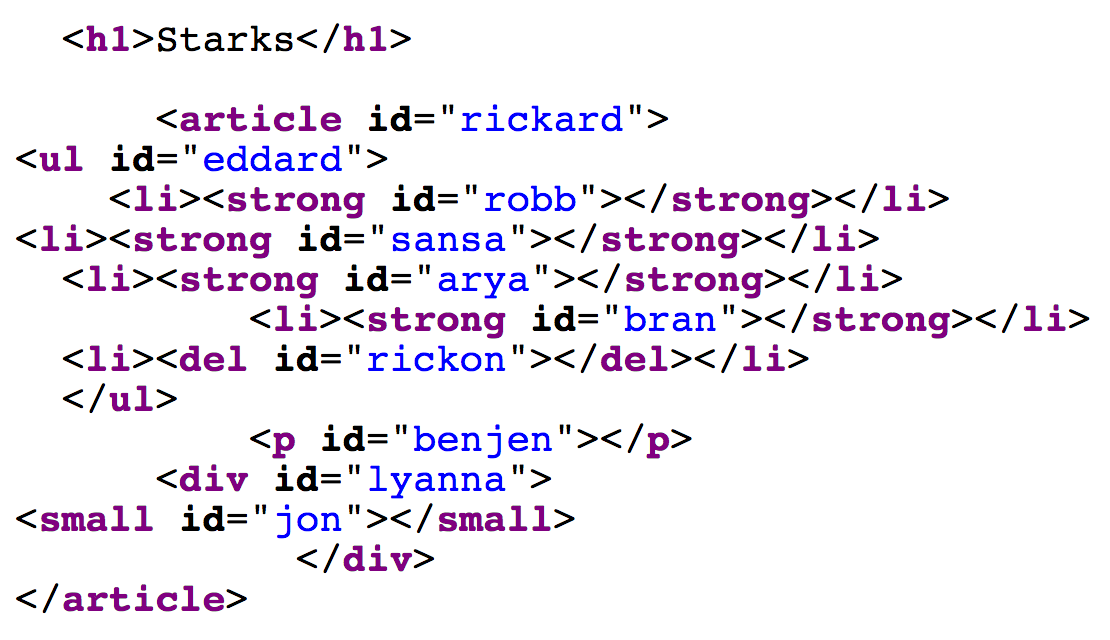 <h1>Starks</h1>
<article id="rickard">
<ul id="eddard">
<li><strong id="robb"></strong></li>
<li><strong id="sansa"></strong></li>
<li><strong id="arya"></strong></li>
<li><strong id="bran"></strong></li>
<li><del id="rickon"></del></li>
</ul>
<p id="benjen"></p>
<div id="lyanna">
<small id="jon"></small>
</div>
</article>